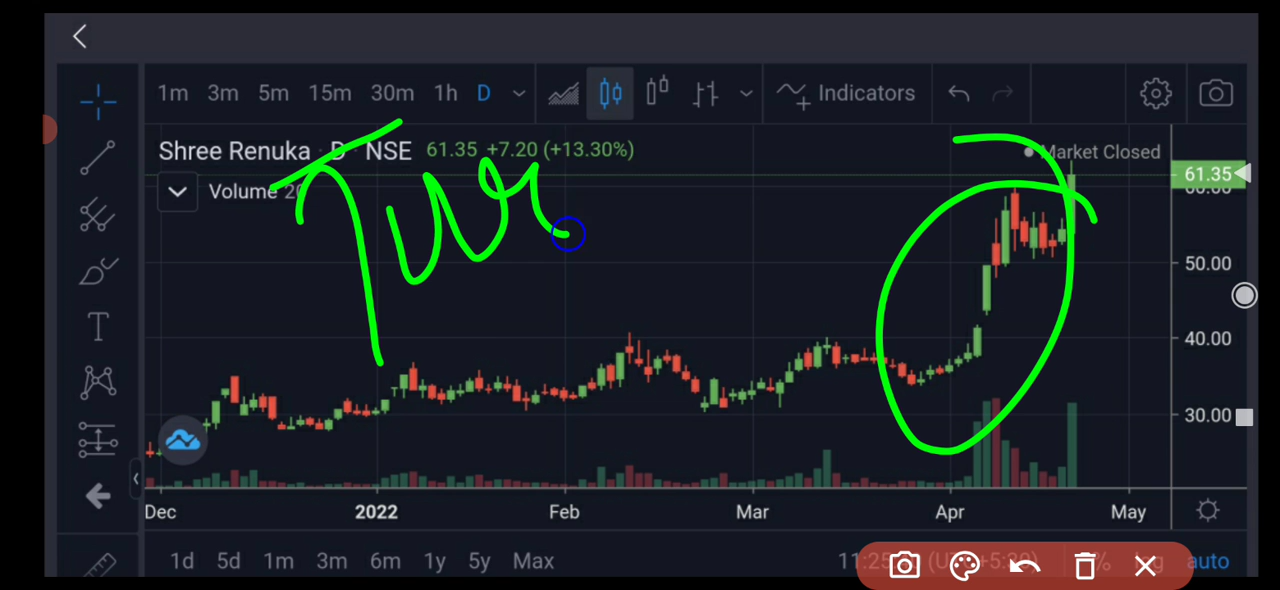 1m 3m 5m 15m 30m 1h D Indicators
Shree Renuka D NSE 61.35 +7.20 (+13.30%)
Market Closed
61.35
Volume 20
60.00
50.00
40.00
30.00
Dec 2022 Feb Mar Apr May
1d 5d 1m 3m 6m 1y 5y Max
auto